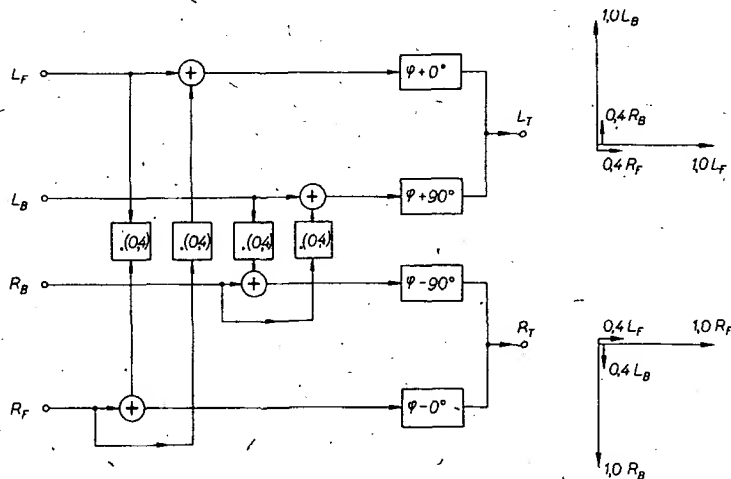 L_F
L_B
R_B
R_F
+
+
+
+
.(0,4)
.(0,4)
.(0,4)
.(0,4)
φ+0°
φ+90°
φ-90°
φ-0°
L_T
R_T
1,0 L_B
0,4 R_B
0,4 R_F
1,0 L_F
0,4 L_F
1,0 R_F
0,4 L_B
1,0 R_B